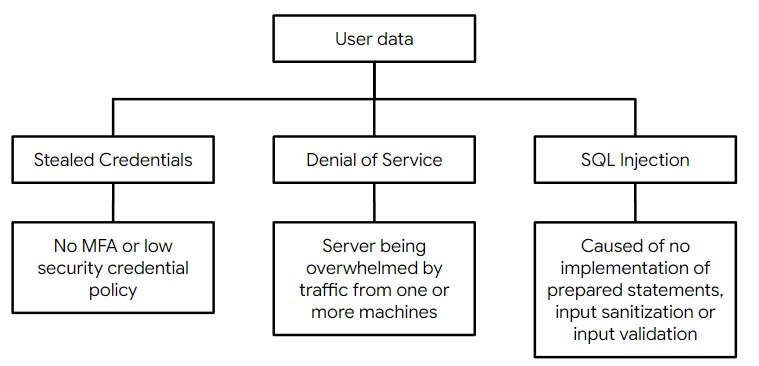 User data
Stealed Credentials
Denial of Service
SQL Injection
No MFA or low
security credential
policy
Server being
overwhelmed by
traffic from one or
more machines
Caused of no
implementation of
prepared statements,
input sanitization or
input validation